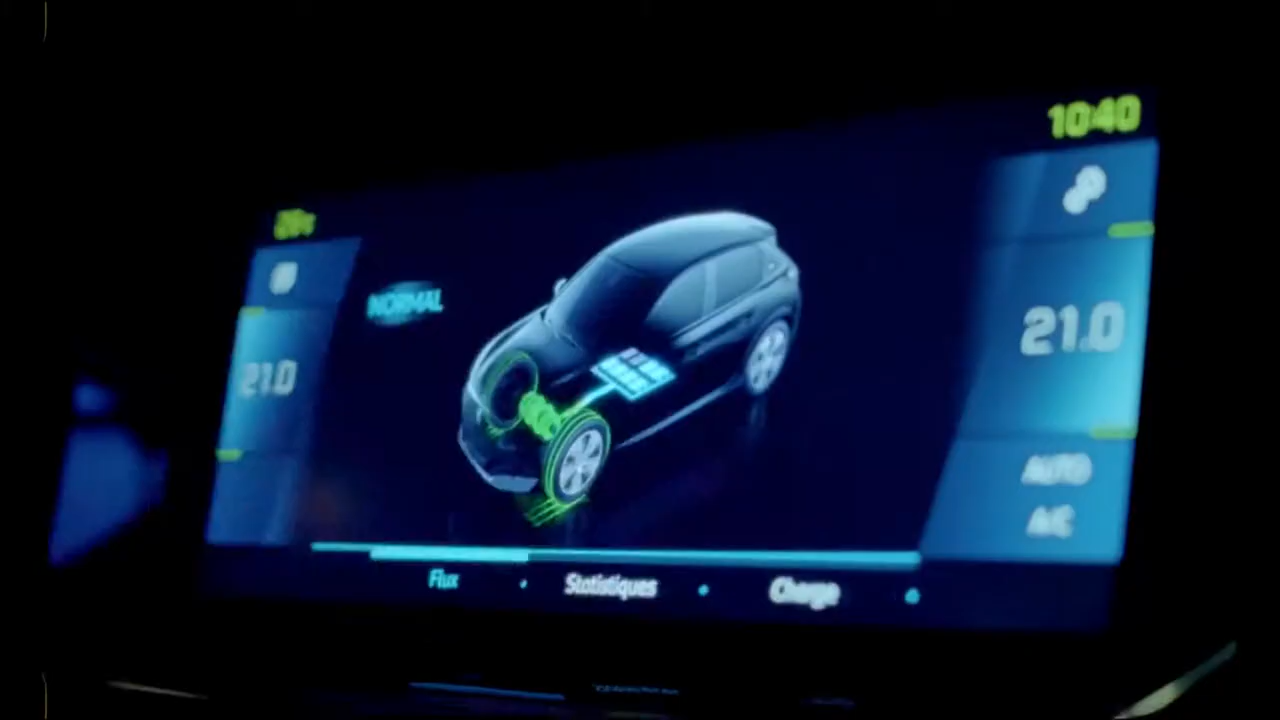 10:40
NORMAL
21.0
21.0
AUTO
A/C
Flux
Statistiques
Charge